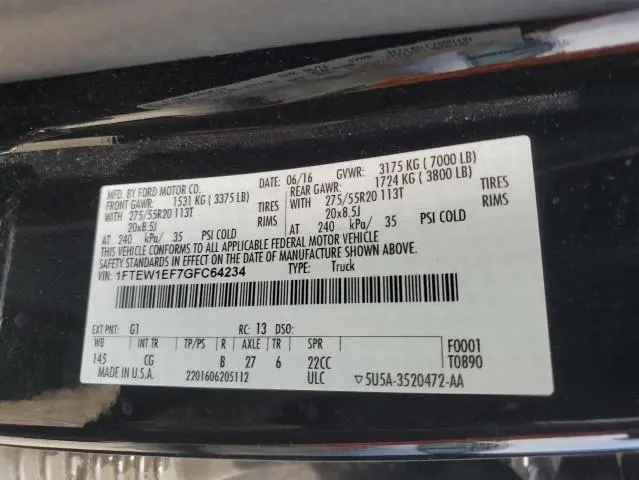 MFD. BY FORD MOTOR CO.
DATE: 06/16 GVWR: 3175 KG ( 7000 LB)
FRONT GAWR: 1531 KG ( 3375 LB)
REAR GAWR: 1724 KG ( 3800 LB)
WITH 275/55R20 113T TIRES
275/55R20 113T TIRES
20x8.5J RIMS
20x8.5J RIMS
AT 240 kPa/ 35 PSI COLD
AT 240 kPa/ 35 PSI COLD
THIS VEHICLE CONFORMS TO ALL APPLICABLE FEDERAL MOTOR VEHICLE
SAFETY STANDARDS IN EFFECT ON THE DATE OF MANUFACTURE SHOWN ABOVE.
VIN: 1FTEW1EF7GFC64234 TYPE: Truck
EXT PNT: G1 RC: 13 DSO:
WB INT TR TP/PS R AXLE TR SPR F0001
145 CG B 27 6 22CC T0890
MADE IN U.S.A. 2201606205112 ULC ▽5U5A-3520472-AA